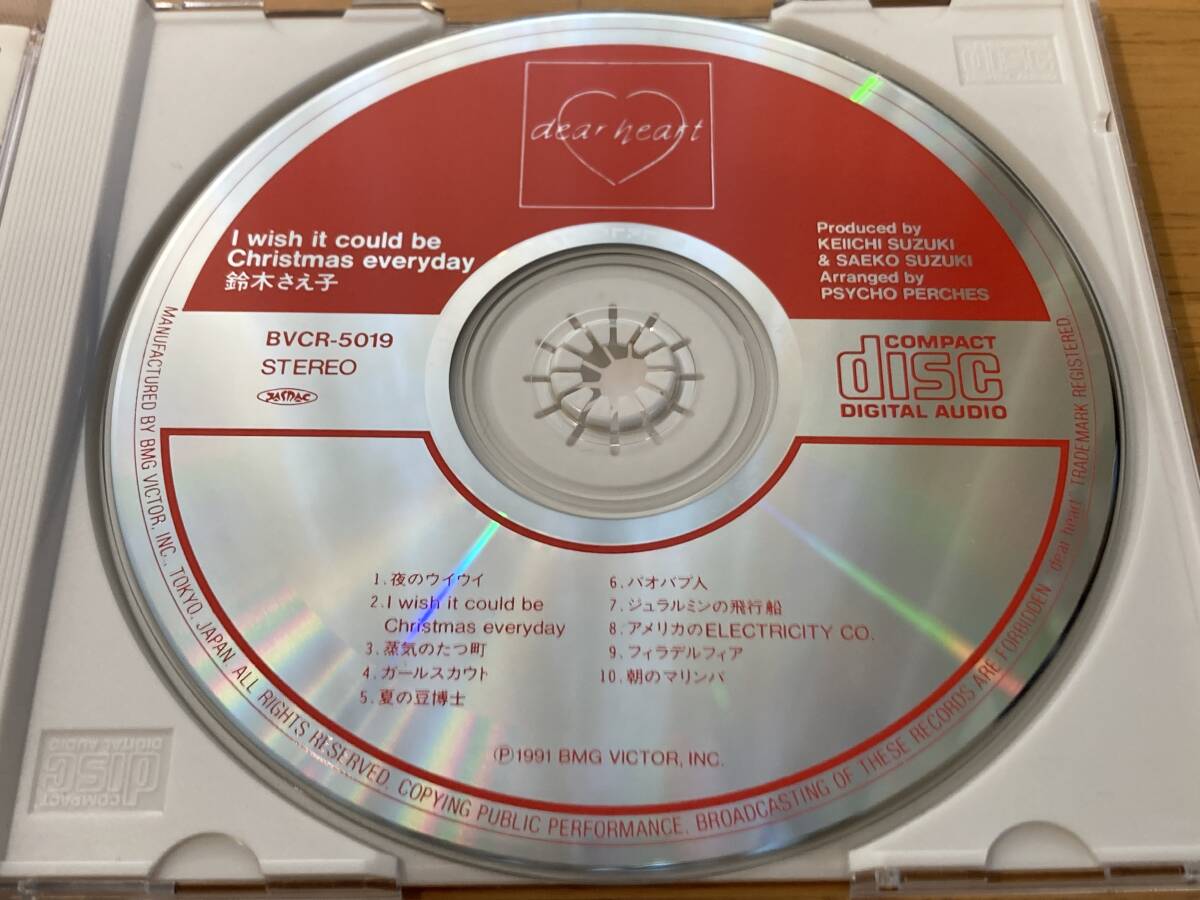 dear heart
I wish it could be
Christmas everyday
鈴木さえ子
Produced by
KEIICHI SUZUKI
& SAEKO SUZUKI
Arranged by
PSYCHO PERCHES
BVCR-5019
STEREO
JASRAC
COMPACT
disc
DIGITAL AUDIO
1. 夜のウイウイ
2. I wish it could be
Christmas everyday
3. 蒸気のたつ町
4. ガールスカウト
5. 夏の豆博士
6. バオバブ人
7. ジュラルミンの飛行船
8. アメリカのELECTRICITY CO.
9. フィラデルフィア
10. 朝のマリンバ
Ⓟ1991 BMG VICTOR, INC.
MANUFACTURED BY BMG VICTOR, INC., TOKYO, JAPAN. ALL RIGHTS RESERVED. COPYING PUBLIC PERFORMANCE. BROADCASTING OF THESE RECORDS ARE FORBIDDEN. "dear heart" TRADEMARK REGISTERED.
disc
COMPACT
disc
DIGITAL AUDIO